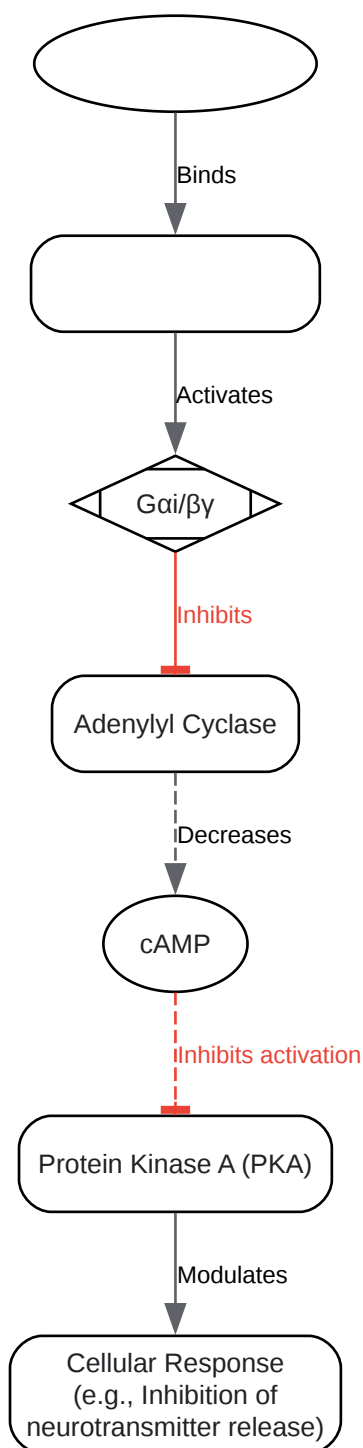 Binds
Activates
Gαi/βγ
Inhibits
Adenylyl Cyclase
Decreases
cAMP
Inhibits activation
Protein Kinase A (PKA)
Modulates
Cellular Response
(e.g., Inhibition of
neurotransmitter release)